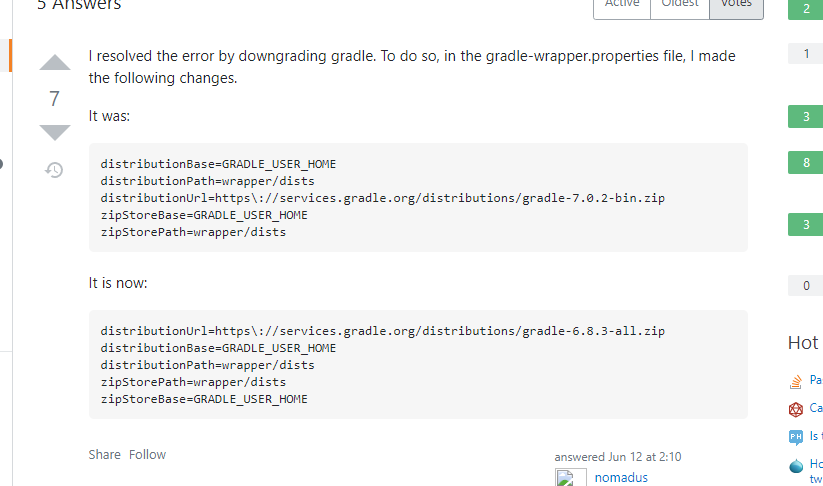 5 Answers
Active
Oldest
Votes
I resolved the error by downgrading gradle. To do so, in the gradle-wrapper.properties file, I made
the following changes.
7
It was:
distributionBase=GRADLE_USER_HOME
distributionPath=wrapper/dists
distributionUrl=https\://services.gradle.org/distributions/gradle-7.0.2-bin.zip
zipStoreBase=GRADLE_USER_HOME
zipStorePath=wrapper/dists
It is now:
distributionUrl=https\://services.gradle.org/distributions/gradle-6.8.3-all.zip
distributionBase=GRADLE_USER_HOME
distributionPath=wrapper/dists
zipStorePath=wrapper/dists
zipStoreBase=GRADLE_USER_HOME
Share Follow
answered Jun 12 at 2:10
nomadus
2
1
3
8
3
0
Hot
Pa
Ca
PH
Is t
Ho
tw